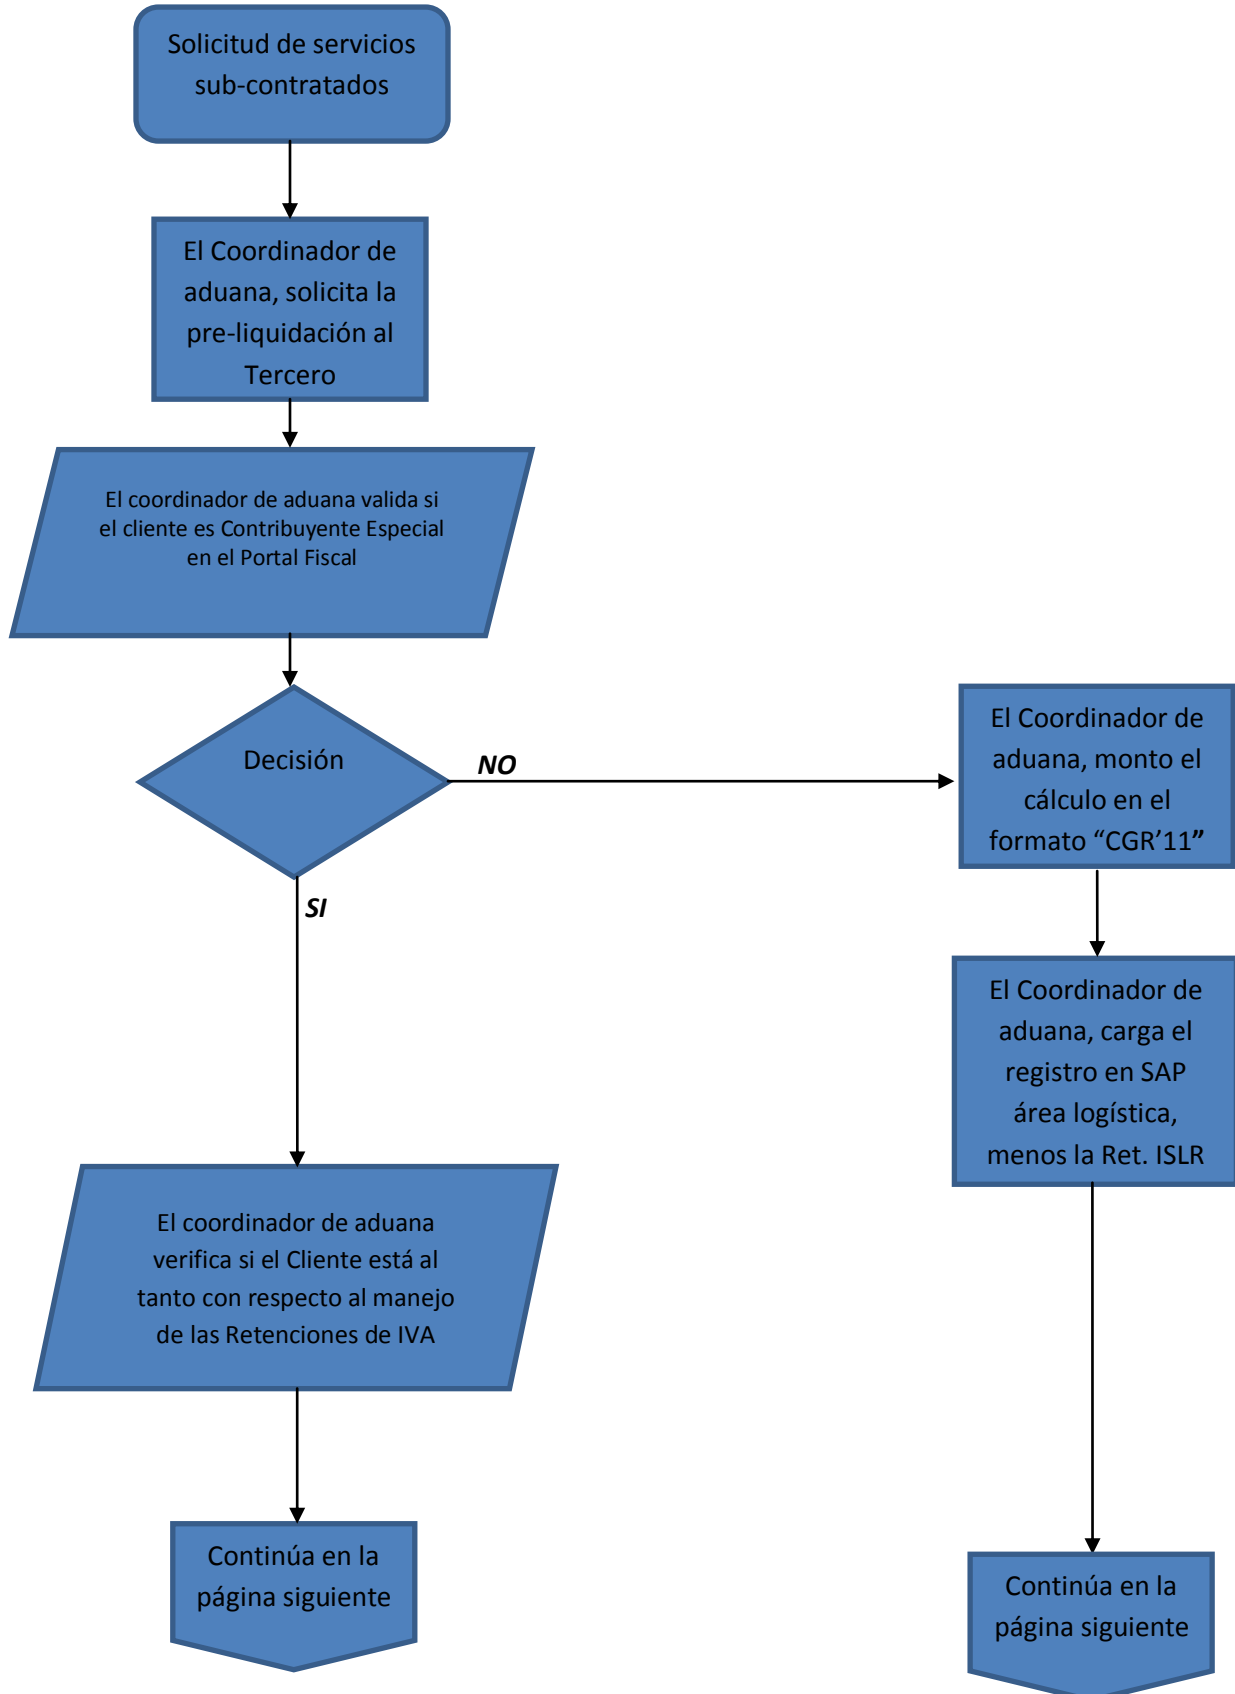 Solicitud de servicios
sub-contratados
El Coordinador de
aduana, solicita la
pre-liquidación al
Tercero
El coordinador de aduana valida si
el cliente es Contribuyente Especial
en el Portal Fiscal
Decisión
NO
El Coordinador de
aduana, monto el
cálculo en el
formato “CGR’11”
SI
El Coordinador de
aduana, carga el
registro en SAP
área logística,
menos la Ret. ISLR
El coordinador de aduana
verifica si el Cliente está al
tanto con respecto al manejo
de las Retenciones de IVA
Continúa en la
página siguiente
Continúa en la
página siguiente